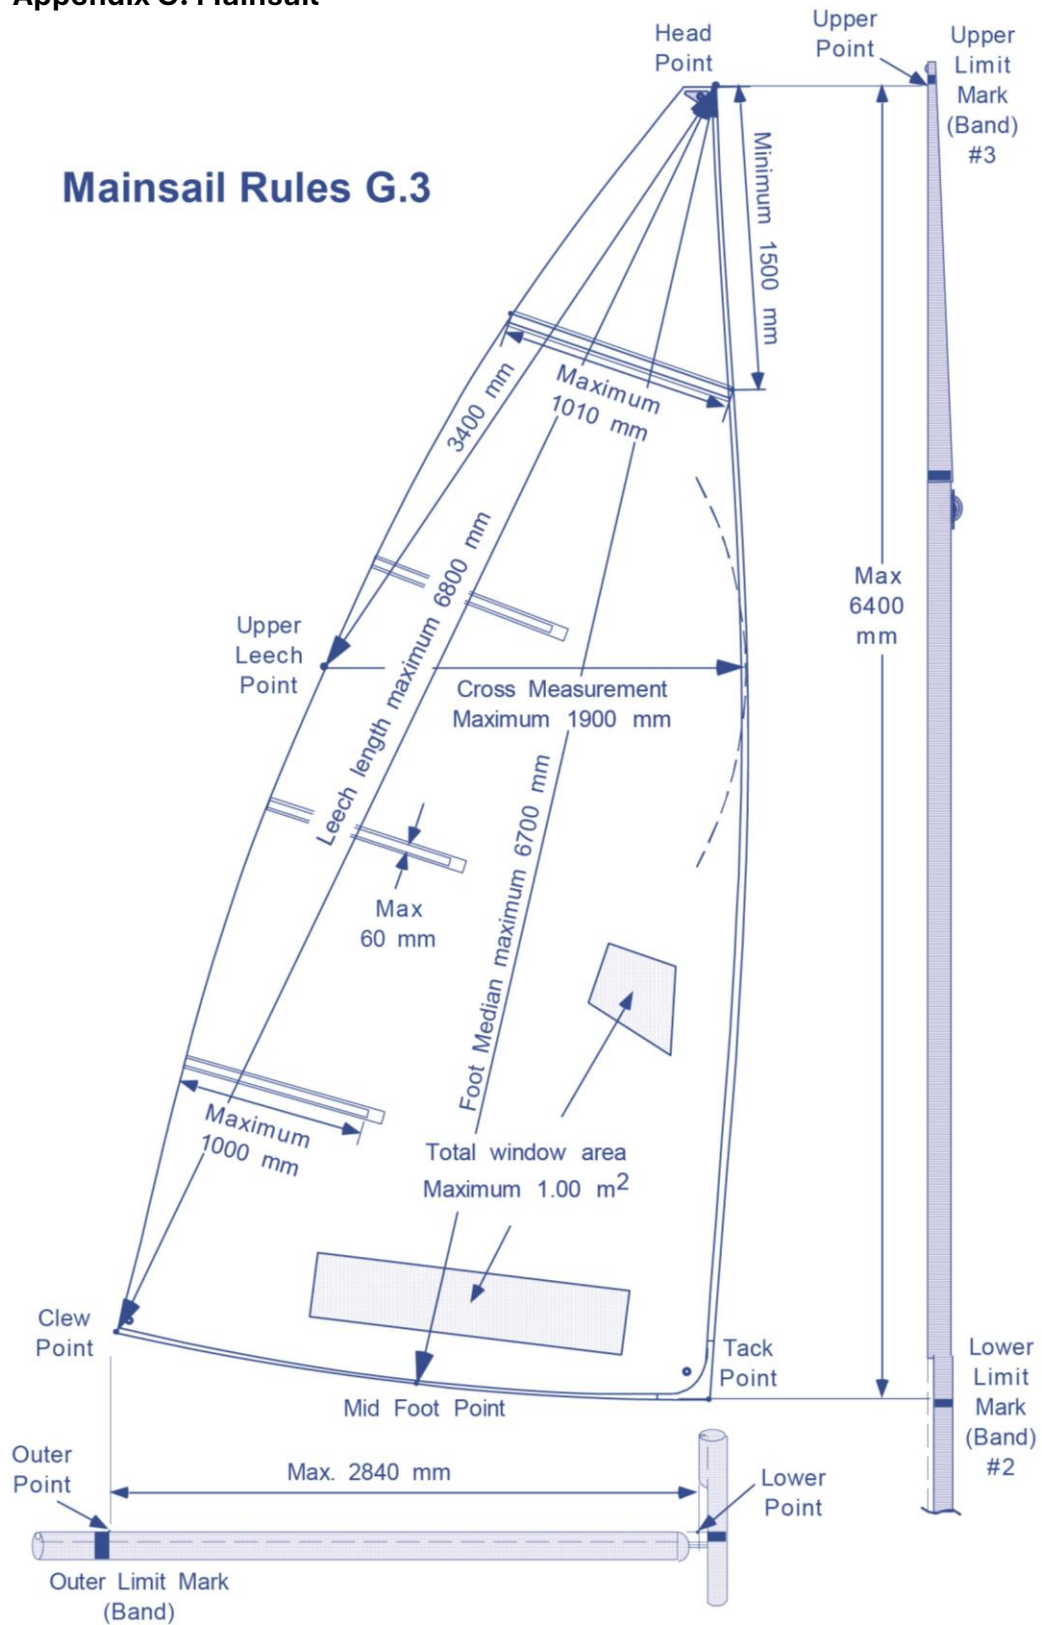 Appendix G: Mainsail
Head
Point
Upper
Point
Upper
Limit
Mark
(Band)
#3
Mainsail Rules G.3
Minimum 1500 mm
Maximum
1010 mm
3400 mm
Leech length maximum 6800 mm
Max
6400
mm
Upper
Leech
Point
Cross Measurement
Maximum 1900 mm
Foot Median maximum 6700 mm
Max
60 mm
Maximum
1000 mm
Total window area
Maximum 1.00 m2
Clew
Point
Tack
Point
Lower
Limit
Mark
(Band)
#2
Mid Foot Point
Outer
Point
Max. 2840 mm
Lower
Point
Outer Limit Mark
(Band)